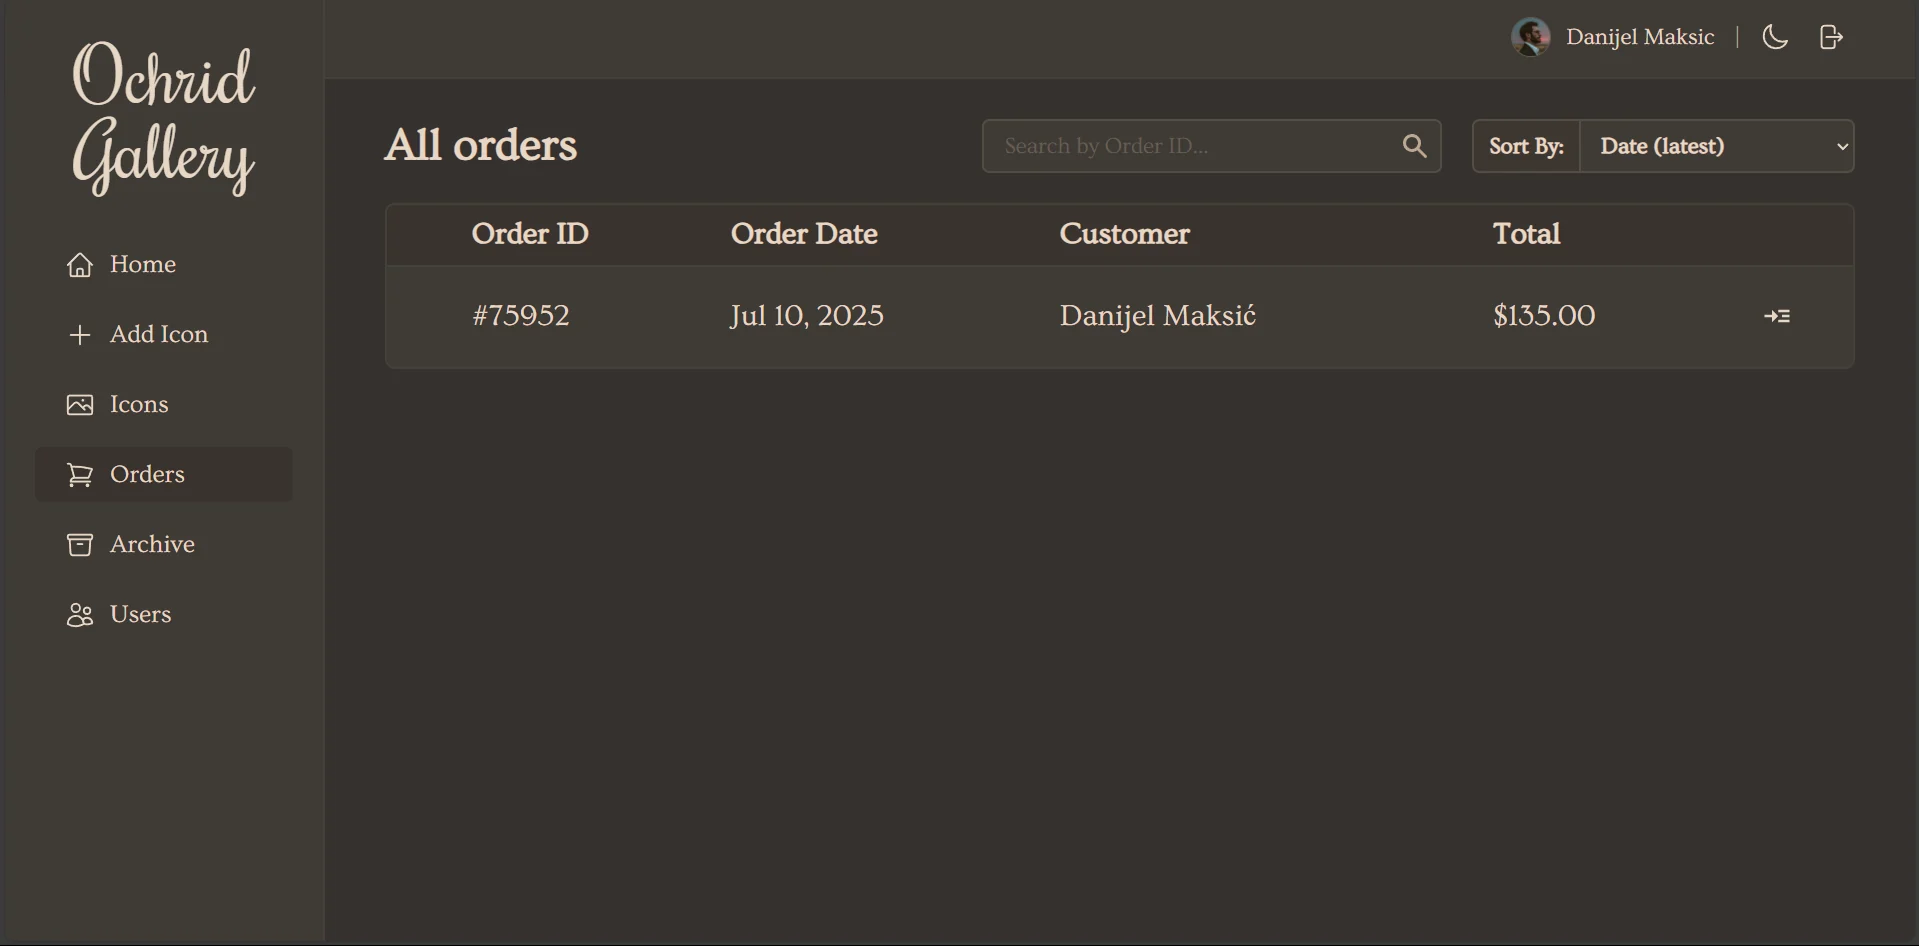 Ochrid
Gallery
Home
Add Icon
Icons
Orders
Archive
Users
Danijel Maksic |
All orders
Search by Order ID...
Sort By: Date (latest)
Order ID Order Date Customer Total
#75952 Jul 10, 2025 Danijel Maksić $135.00